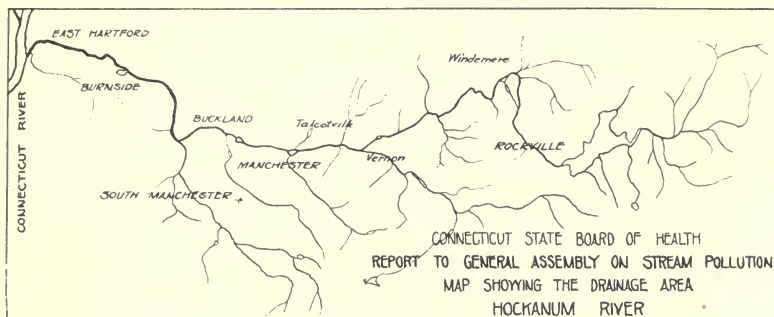 EAST HARTFORD
BURNSIDE
CONNECTICUT RIVER
BUCKLAND
Talcotville
Windemere
ROCKVILLE
Vernon
MANCHESTER
SOUTH MANCHESTER
CONNECTICUT STATE BOARD OF HEALTH
REPORT TO GENERAL ASSEMBLY ON STREAM POLLUTION
MAP SHOWING THE DRAINAGE AREA
HOCKANUM RIVER